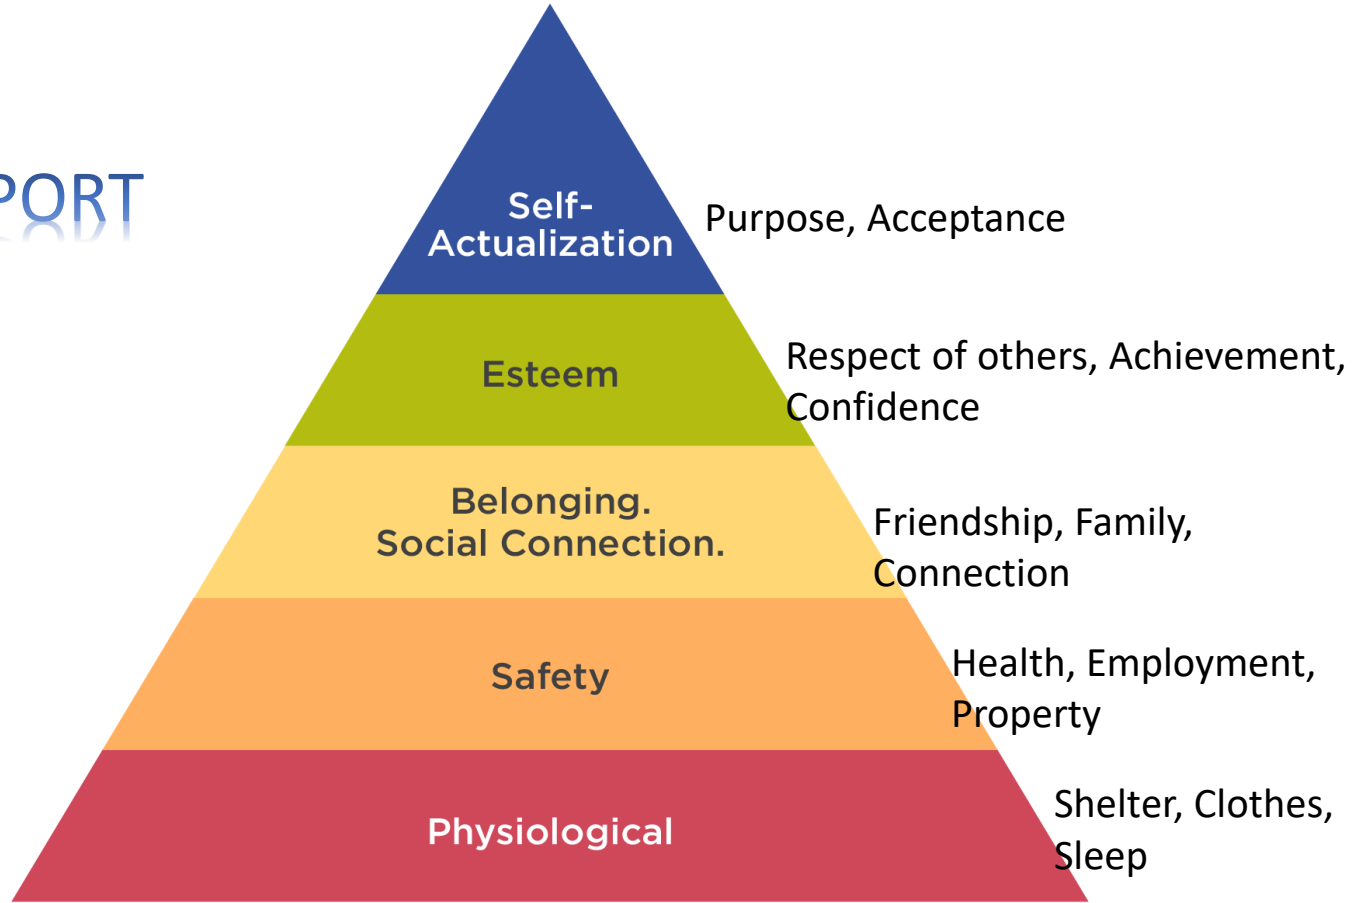 PORT
Self-
Actualization
Purpose, Acceptance
Esteem
Respect of others, Achievement,
Confidence
Belonging.
Social Connection.
Friendship, Family,
Connection
Safety
Health, Employment,
Property
Physiological
Shelter, Clothes,
Sleep